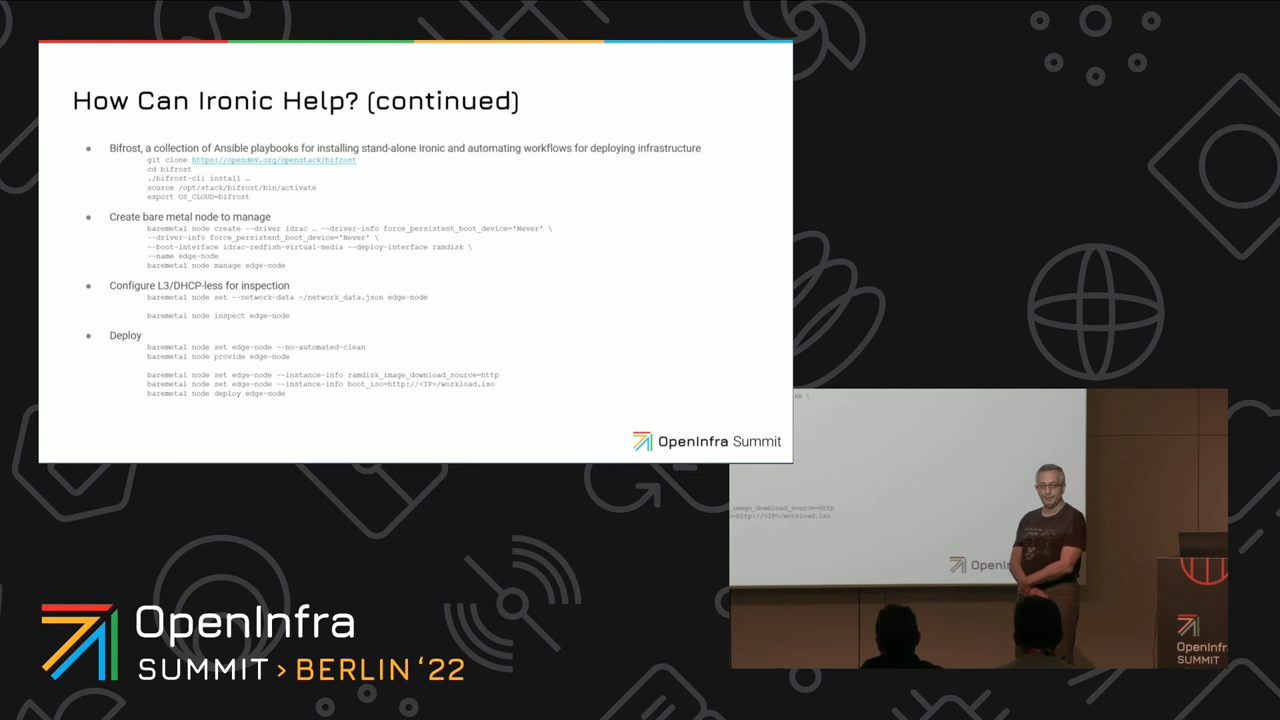 How Can Ironic Help? (continued)
● Bifrost, a collection of Ansible playbooks for installing stand-alone Ironic and automating workflows for deploying infrastructure
git clone https://opendev.org/openstack/bifrost
cd bifrost
./bifrost-cli install …
source /opt/stack/bifrost/bin/activate
export OS_CLOUD=bifrost
● Create bare metal node to manage
baremetal node create --driver idrac … --driver-info force_persistent_boot_device='Never' \
--driver-info force_persistent_boot_device='Never' \
--boot-interface idrac-redfish-virtual-media --deploy-interface ramdisk \
--name edge-node
baremetal node manage edge-node
● Configure L3/DHCP-less for inspection
baremetal node set --network-data ~/network_data.json edge-node
baremetal node inspect edge-node
● Deploy
baremetal node set edge-node --no-automated-clean
baremetal node provide edge-node
baremetal node set edge-node --instance-info ramdisk_image_download_source=http
baremetal node set edge-node --instance-info boot_iso=http://<IP>/workload.iso
baremetal node deploy edge-node
OpenInfra Summit
_image_download_source=http
=http://<IP>/workload.iso
OpenIn
OpenInfra
SUMMIT
OpenInfra
SUMMIT > BERLIN '22